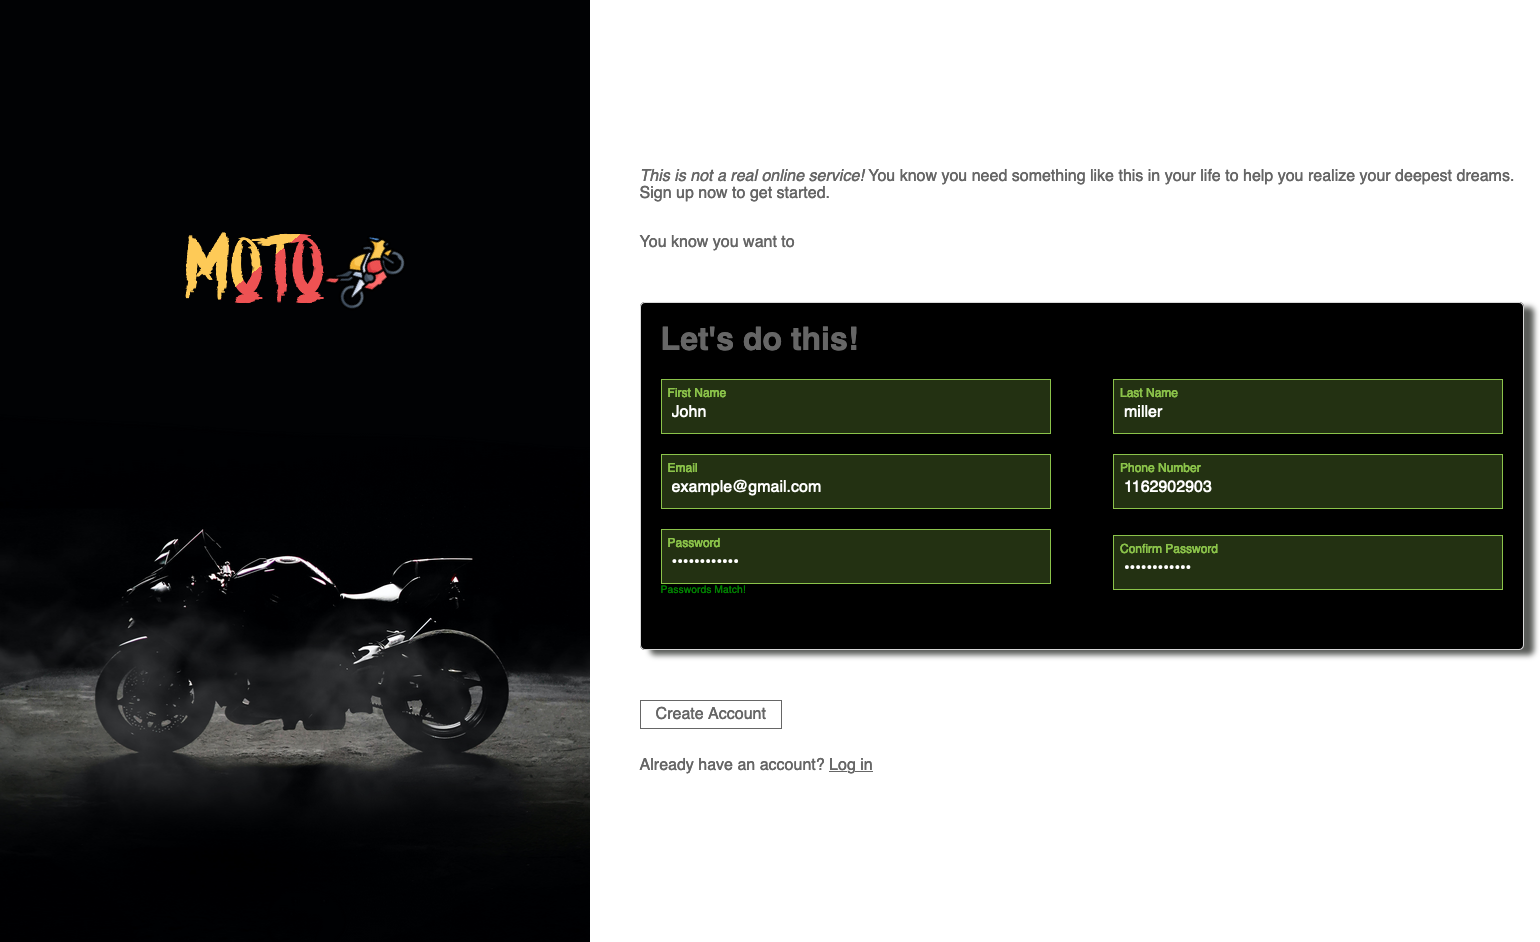 MOTO
This is not a real online service! You know you need something like this in your life to help you realize your deepest dreams.
Sign up now to get started.
You know you want to
Let's do this!
First Name
John
Last Name
miller
Email
example@gmail.com
Phone Number
1162902903
Password
••••••••••••
Confirm Password
••••••••••••
Passwords Match!
Create Account
Already have an account? Log in